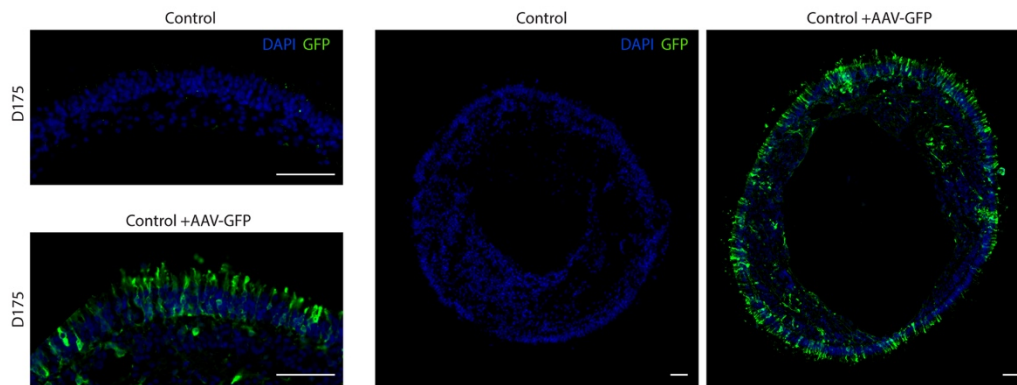 Control
DAPI GFP
D175
Control +AAV-GFP
D175
Control
DAPI GFP
Control +AAV-GFP